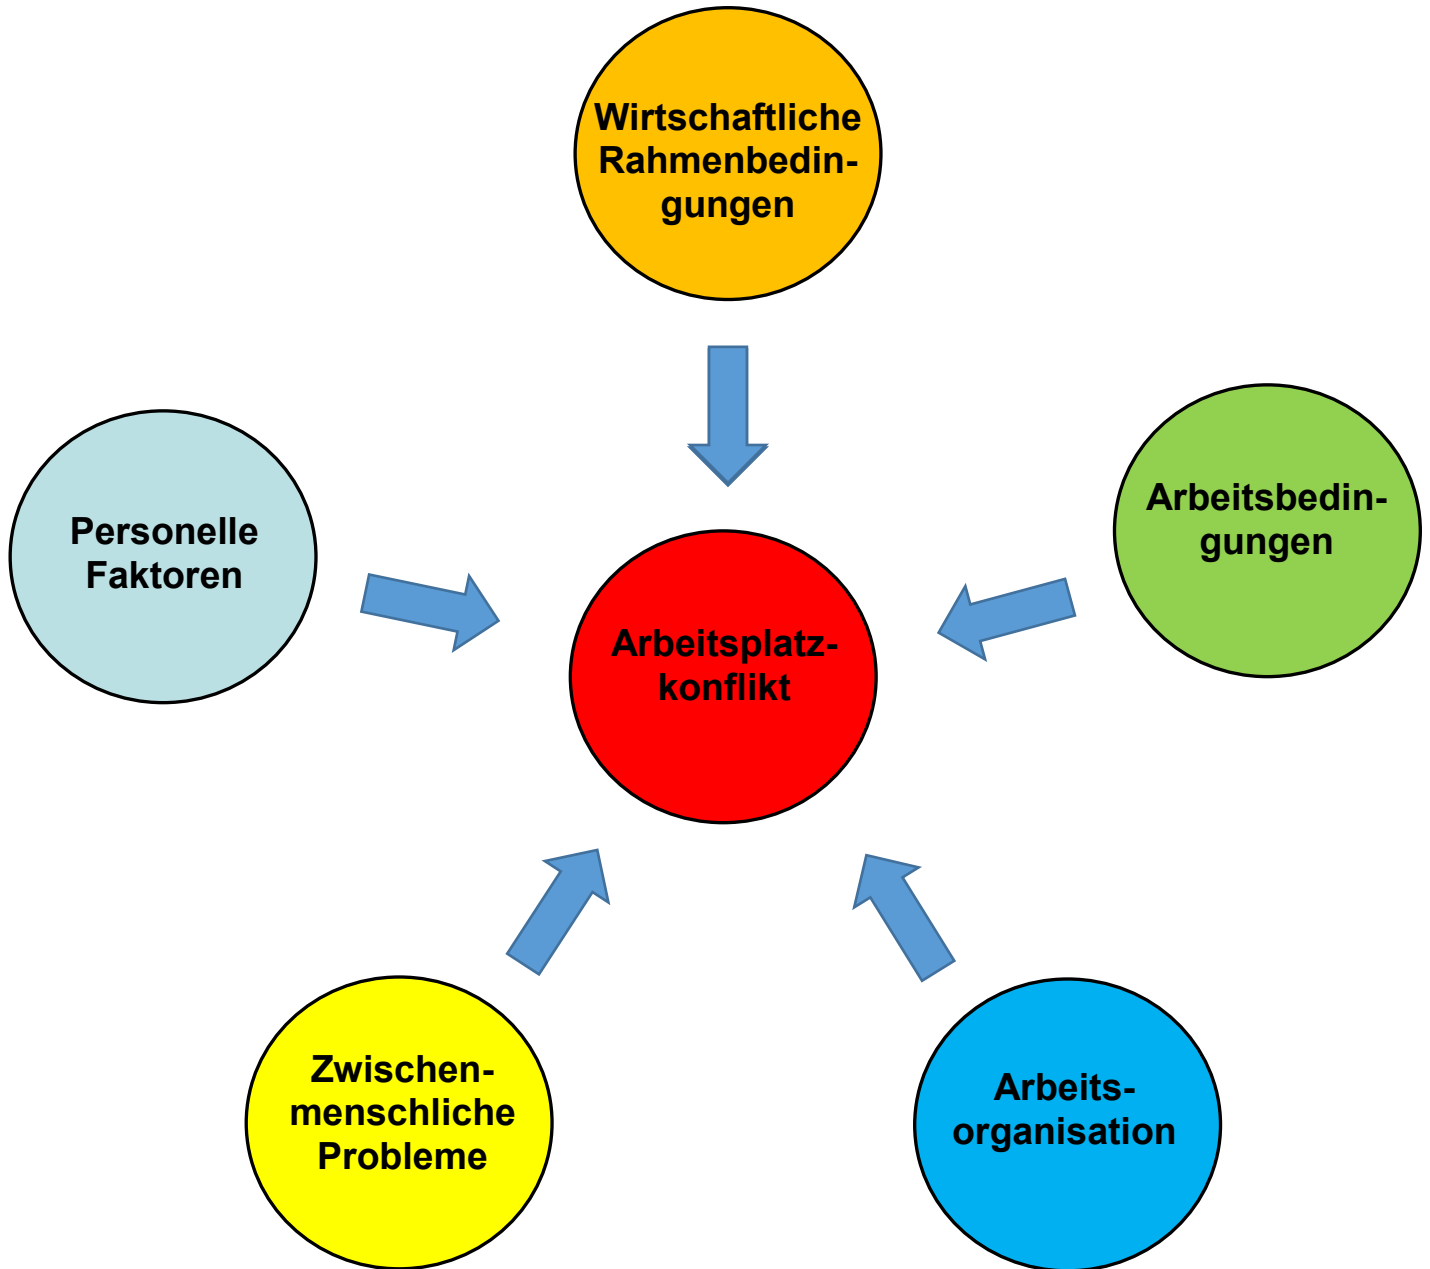 Wirtschaftliche
Rahmenbedin-
gungen
Arbeitsbedin-
gungen
Personelle
Faktoren
Arbeitsplatz-
konflikt
Zwischen-
menschliche
Probleme
Arbeits-
organisation